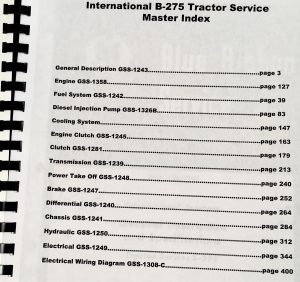 International B-275 Tractor Service
Master Index
General Description GSS-1243......page 3
Engine GSS-1358......page 127
Fuel System GSS-1242......page 39
Diesel Injection Pump GSS-1326B......page 83
Cooling System......page 147
Engine Clutch GSS-1245......page 163
Clutch GSS-1281......page 179
Transmission GSS-1239......page 213
Power Take Off GSS-1248......page 240
Brake GSS-1247......page 252
Differential GSS-1240......page 264
Chassis GSS-1241......page 284
Hydraulic GSS-1250......page 312
Electrical GSS-1249......page 344
Electrical Wiring Diagram GSS-1308-C......page 400